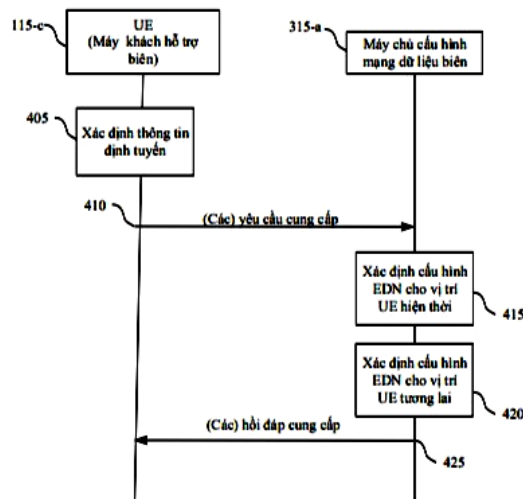 115-c
UE
(Máy khách hỗ trợ
biên)
315-a
Máy chủ cấu hình
mạng dữ liệu biên
405
Xác định thông tin
định tuyến
410
(Các) yêu cầu cung cấp
Xác định cấu hình
EDN cho vị trí
UE hiện thời
415
Xác định cấu hình
EDN cho vị trí
UE tương lai
420
(Các) hồi đáp cung cấp
425